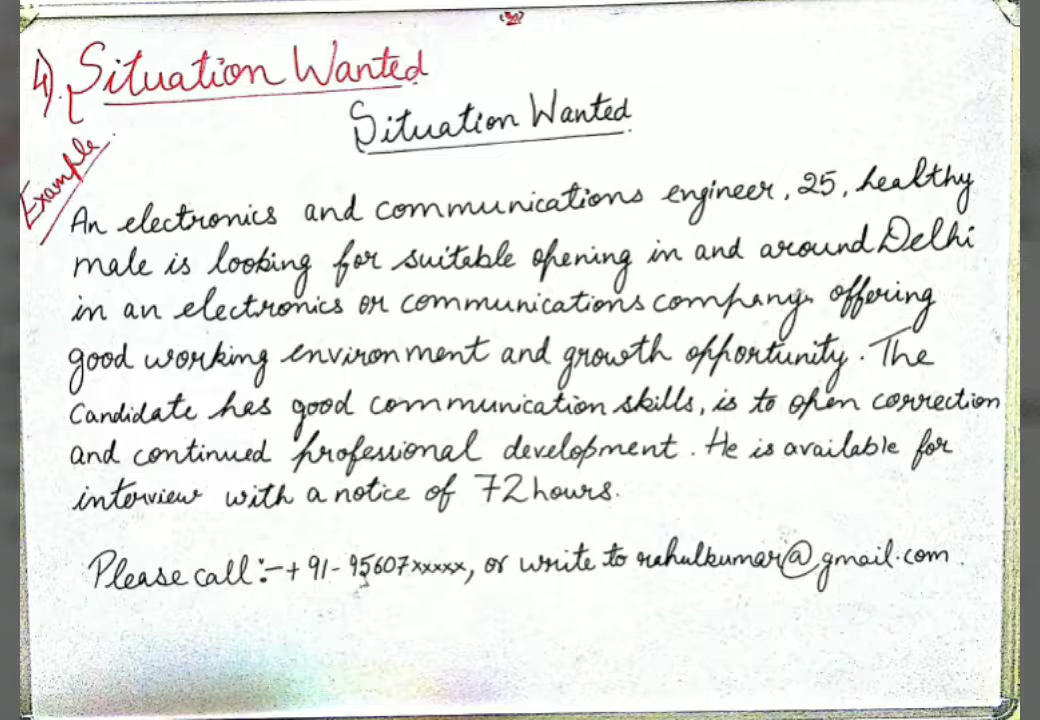 4). Situation Wanted
Situation Wanted
Example
An electronics and communications engineer, 25, healthy
male is looking for suitable opening in and around Delhi
in an electronics or communications company offering
good working environment and growth opportunity. The
Candidate has good communication skills, is to open correction
and continued professional development. He is available for
interview with a notice of 72 hours.
Please call :- + 91- 95607xxxxx, or write to rahulkumar@gmail.com.